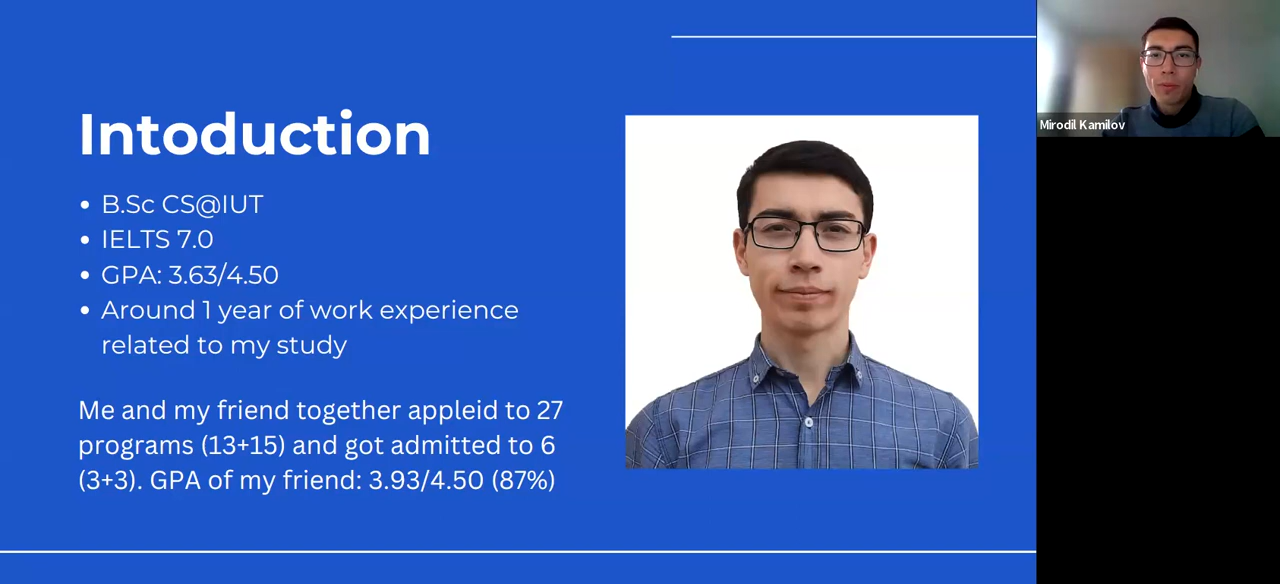 Intoduction
• B.Sc CS@IUT
• IELTS 7.0
• GPA: 3.63/4.50
• Around 1 year of work experience
related to my study
Me and my friend together appleid to 27
programs (13+15) and got admitted to 6
(3+3). GPA of my friend: 3.93/4.50 (87%)
Mirodil Kamilov